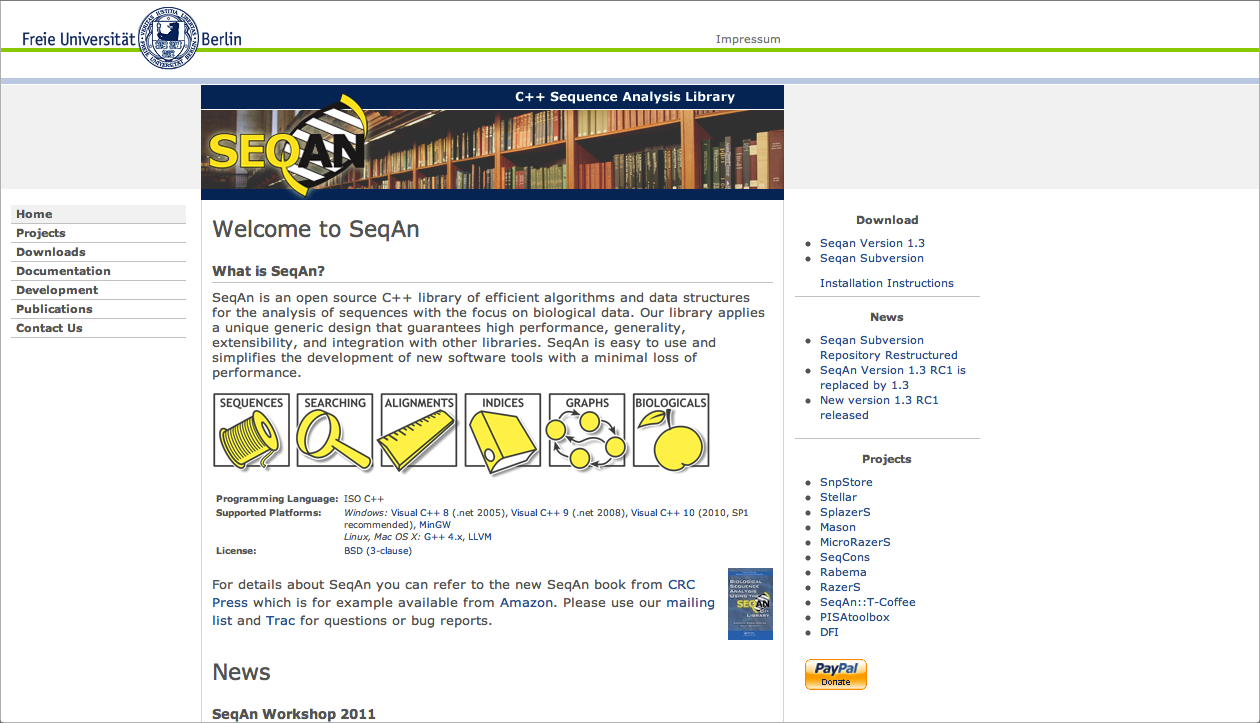 Freie Universität Berlin
Impressum
C++ Sequence Analysis Library
SEQAN
Home
Projects
Downloads
Documentation
Development
Publications
Contact Us
Welcome to SeqAn
What is SeqAn?
SeqAn is an open source C++ library of efficient algorithms and data structures
for the analysis of sequences with the focus on biological data. Our library applies
a unique generic design that guarantees high performance, generality,
extensibility, and integration with other libraries. SeqAn is easy to use and
simplifies the development of new software tools with a minimal loss of
performance.
SEQUENCES SEARCHING ALIGNMENTS INDICES GRAPHS BIOLOGICALS
Programming Language: ISO C++
Supported Platforms: Windows: Visual C++ 8 (.net 2005), Visual C++ 9 (.net 2008), Visual C++ 10 (2010, SP1
recommended), MinGW
Linux, Mac OS X: G++ 4.x, LLVM
License: BSD (3-clause)
For details about SeqAn you can refer to the new SeqAn book from CRC
Press which is for example available from Amazon. Please use our mailing
list and Trac for questions or bug reports.
BIOLOGICAL
SEQUENCE
ANALYSIS
USING THE
SEQAN
LIBRARY
News
SeqAn Workshop 2011
Download
Seqan Version 1.3
Seqan Subversion
Installation Instructions
News
Seqan Subversion
Repository Restructured
SeqAn Version 1.3 RC1 is
replaced by 1.3
New version 1.3 RC1
released
Projects
SnpStore
Stellar
SplazerS
Mason
MicroRazerS
SeqCons
Rabema
RazerS
SeqAn::T-Coffee
PISAtoolbox
DFI
PayPal
Donate